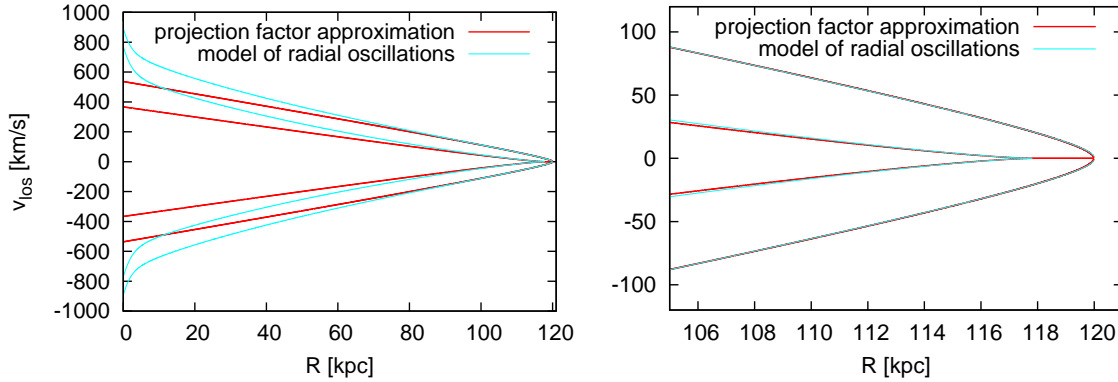 projection factor approximation
model of radial oscillations
1000
800
600
400
200
0
-200
-400
-600
-800
-1000
v_los [km/s]
0 20 40 60 80 100 120
R [kpc]
projection factor approximation
model of radial oscillations
100
50
0
-50
-100
106 108 110 112 114 116 118 120
R [kpc]